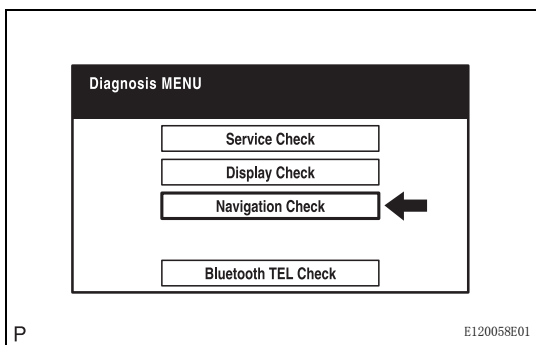 Diagnosis MENU
Service Check
Display Check
Navigation Check
Bluetooth TEL Check
P
E120058E01